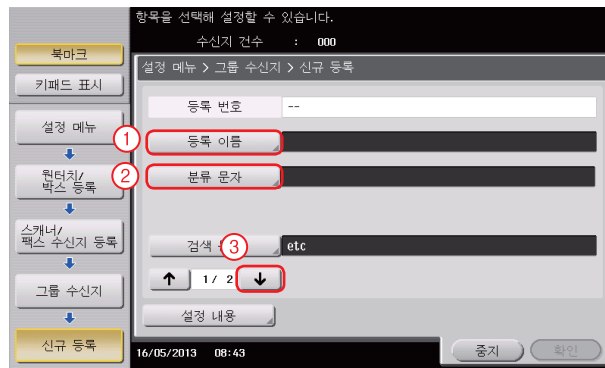 항목을 선택해 설정할 수 있습니다.
수신지 건수 : 000
북마크
키패드 표시
설정 메뉴
원터치/
박스 등록
스캐너/
팩스 수신지 등록
그룹 수신지
신규 등록
설정 메뉴 > 그룹 수신지 > 신규 등록
등록 번호 --
① 등록 이름
② 분류 문자
검색 ③ etc
↑ 1/ 2 ↓
설정 내용
16/05/2013 08:43
중지 확인